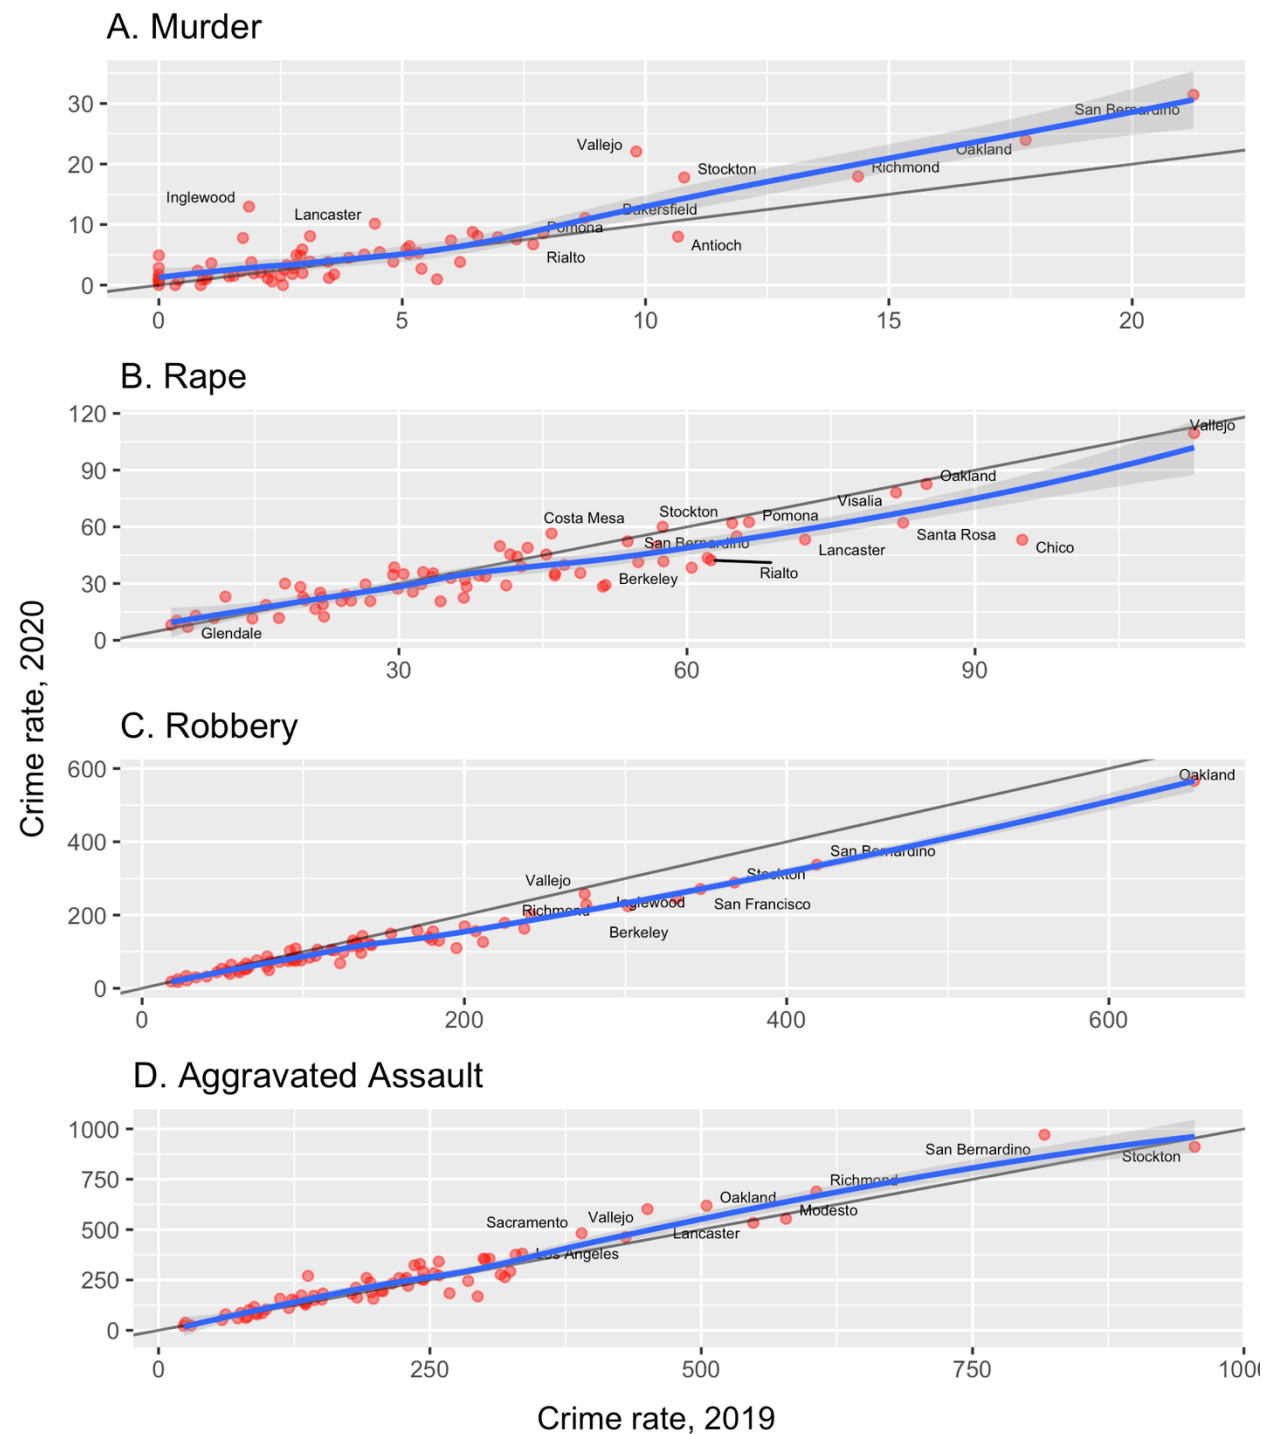 A. Murder
30
20
10
0
San Bernardino
Vallejo
Oakland
Stockton
Richmond
Inglewood
Lancaster
Bakersfield
Pomona
Antioch
Rialto
0 5 10 15 20
B. Rape
120
90
60
30
0
Vallejo
Oakland
Visalia
Stockton
Pomona
Costa Mesa
Santa Rosa
San Bernardino
Lancaster
Chico
Rialto
Berkeley
Glendale
30 60 90
Crime rate, 2020
C. Robbery
600
400
200
0
Oakland
San Bernardino
Stockton
Vallejo
Inglewood
San Francisco
Richmond
Berkeley
0 200 400 600
D. Aggravated Assault
1000
750
500
250
0
San Bernardino
Stockton
Richmond
Oakland
Modesto
Vallejo
Sacramento
Lancaster
Los Angeles
0 250 500 750 100
Crime rate, 2019